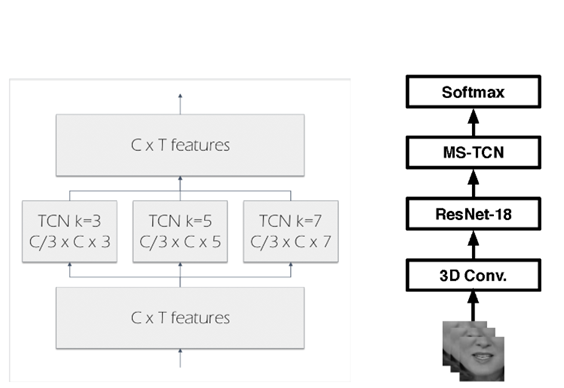 C x T features
TCN k=3
C/3 x C x 3
TCN k=5
C/3 x C x 5
TCN k=7
C/3 x C x 7
C x T features
Softmax
MS-TCN
ResNet-18
3D Conv.